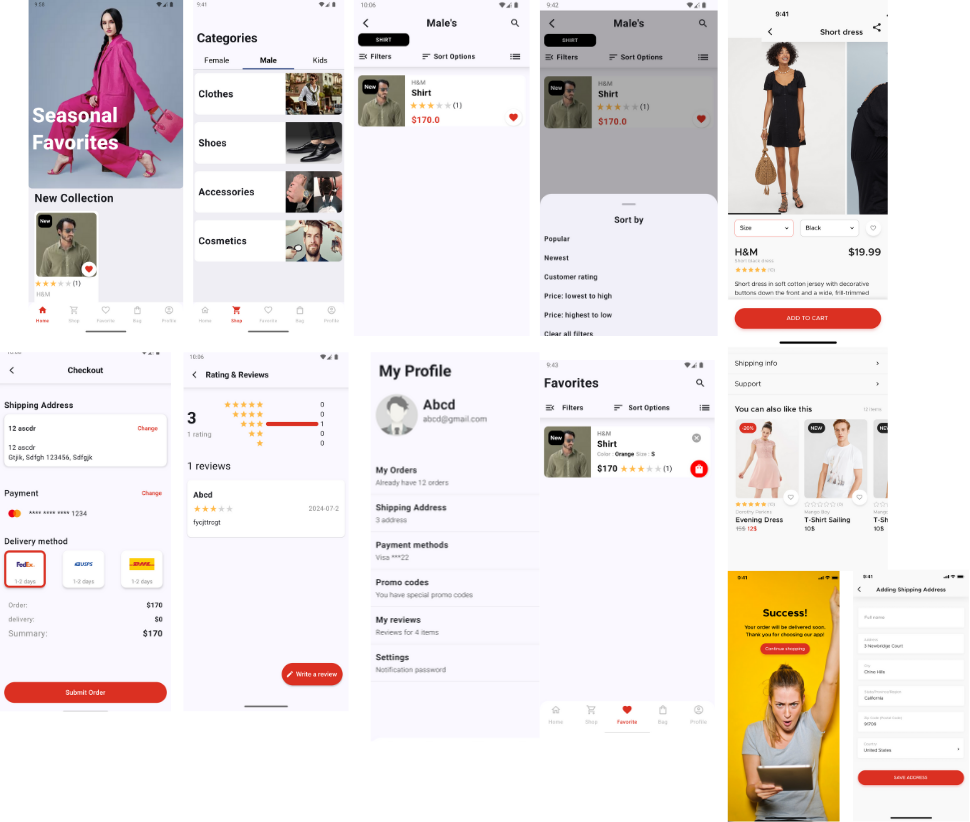 9:58
Seasonal
Favorites
New Collection
New
(1)
H&M
Home
Shop
Favorite
Bag
Profile
9:41
Categories
Female
Male
Kids
Clothes
Shoes
Accessories
Cosmetics
Home
Shop
Favorite
Bag
Profile
10:06
Male's
SHIRT
Filters
Sort Options
New
H&M
Shirt
(1)
$170.0
9:42
Male's
SHIRT
Filters
Sort Options
New
H&M
Shirt
(1)
$170.0
Sort by
Popular
Newest
Customer rating
Price: lowest to high
Price: highest to low
Clear all filters
9:41
Short dress
Size
Black
H&M
$19.99
Short black dress
(10)
Short dress in soft cotton jersey with decorative
buttons down the front and a wide, frill-trimmed
ADD TO CART
Checkout
Shipping Address
12 ascdr
Change
12 ascdr
Gtjik, Sdfgh 123456, Sdfgjk
Payment
Change
**** **** **** 1234
Delivery method
FedEx
USPS
DHL
1-2 days
1-2 days
1-2 days
Order:
$170
delivery:
$0
Summary:
$170
Submit Order
10:06
Rating & Reviews
3
1 rating
0
0
1
0
0
1 reviews
Abcd
2024-07-2
fycjttrogt
Write a review
My Profile
Abcd
abcd@gmail.com
My Orders
Already have 12 orders
Shipping Address
3 address
Payment methods
Visa ***22
Promo codes
You have special promo codes
My reviews
Reviews for 4 items
Settings
Notification password
9:43
Favorites
Filters
Sort Options
New
H&M
Shirt
Color : Orange Size : S
$170
(1)
Home
Shop
Favorite
Bag
Profile
Shipping info
Support
You can also like this
12 items
-20%
NEW
NEW
(10)
(0)
Dorothy Perkins
Mango Boy
Evening Dress
T-Shirt Sailing
T-Sh
15$ 12$
10$
10$
9:41
Success!
Your order will be delivered soon.
Thank you for choosing our app!
Continue shopping
9:41
Adding Shipping Address
Full name
Address
3 Newbridge Court
City
Chino Hills
State/Province/Region
California
Zip Code (Postal Code)
91709
Country
United States
SAVE ADDRESS